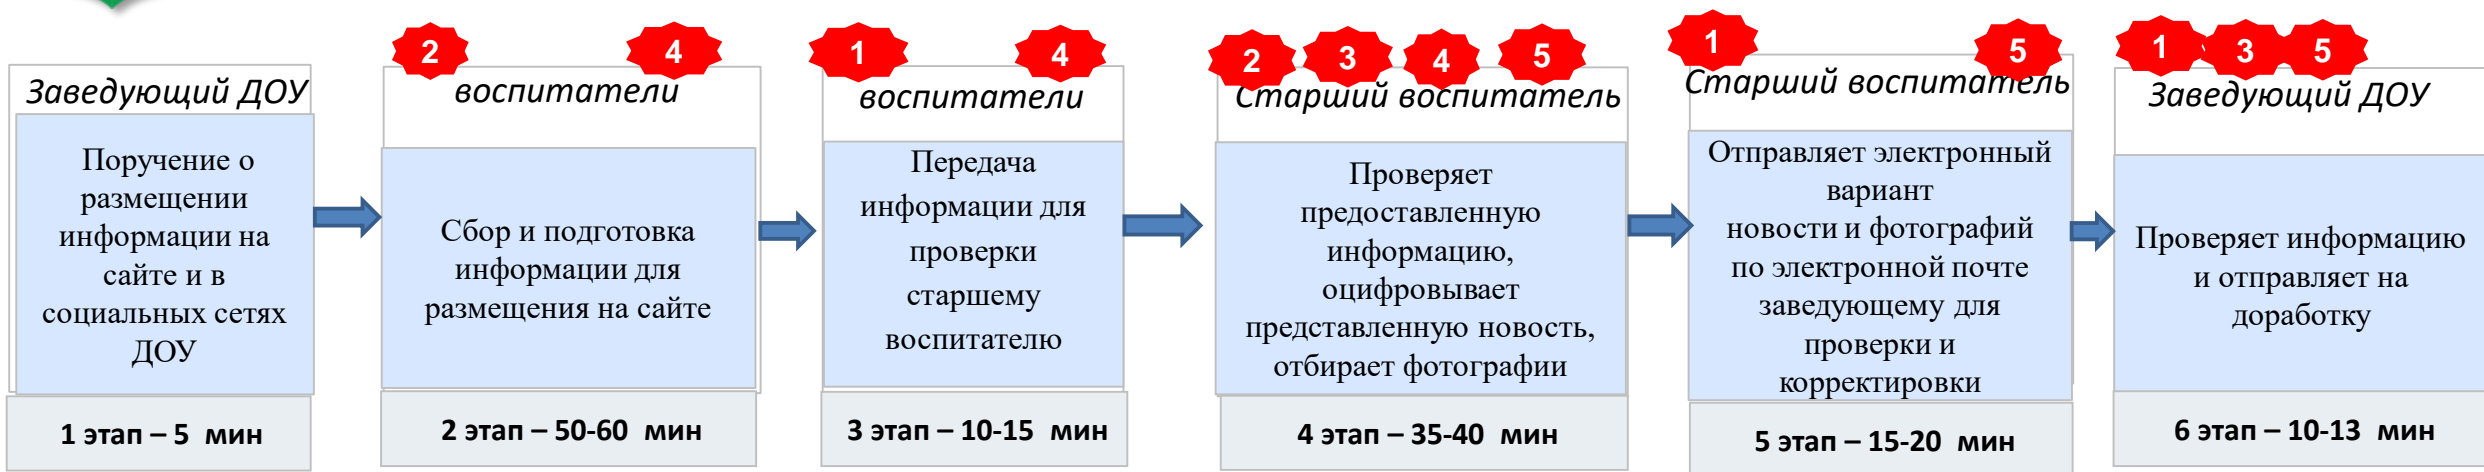 Заведующий ДОУ
Поручение о
размещении
информации на
сайте и в
социальных сетях
ДОУ
1 этап – 5 мин
2
4
воспитатели
Сбор и подготовка
информации для
размещения на сайте
2 этап – 50-60 мин
1
4
воспитатели
Передача
информации для
проверки
старшему
воспитателю
3 этап – 10-15 мин
2
3
4
5
Старший воспитатель
Проверяет
предоставленную
информацию,
оцифровывает
представленную новость,
отбирает фотографии
4 этап – 35-40 мин
1
5
Старший воспитатель
Отправляет электронный
вариант
новости и фотографий
по электронной почте
заведующему для
проверки и
корректировки
5 этап – 15-20 мин
1
3
5
Заведующий ДОУ
Проверяет информацию
и отправляет на
доработку
6 этап – 10-13 мин